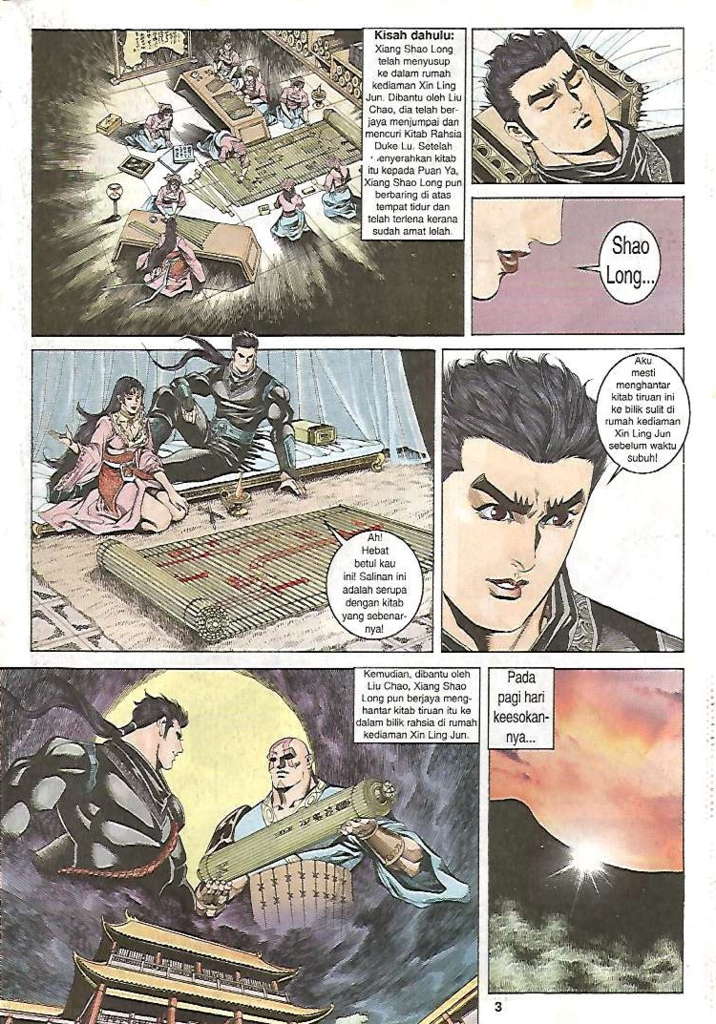 Kisah dahulu:
Xiang Shao Long
telah menyusup
ke dalam rumah
kediaman Xin Ling
Jun. Dibantu oleh Liu
Chao, dia telah ber-
jaya menjumpai dan
mencuri Kitab Rahsia
Duke Lu. Setelah
menyerahkan kitab
itu kepada Puan Ya,
Xiang Shao Long pun
berbaring di atas
tempat tidur dan
telah terlena kerana
sudah amat lelah.
Shao
Long...
Ah!
Hebat
betul kau
ini! Salinan ini
adalah serupa
dengan kitab
yang sebenar-
nya!
Aku
mesti
menghantar
kitab tiruan ini
ke bilik sulit di
rumah kediaman
Xin Ling Jun
sebelum waktu
subuh!
Kemudian, dibantu oleh
Liu Chao, Xiang Shao
Long pun berjaya meng-
hantar kitab tiruan itu ke
dalam bilik rahsia di rumah
kediaman Xin Ling Jun.
Pada
pagi hari
keesokan-
nya...
3